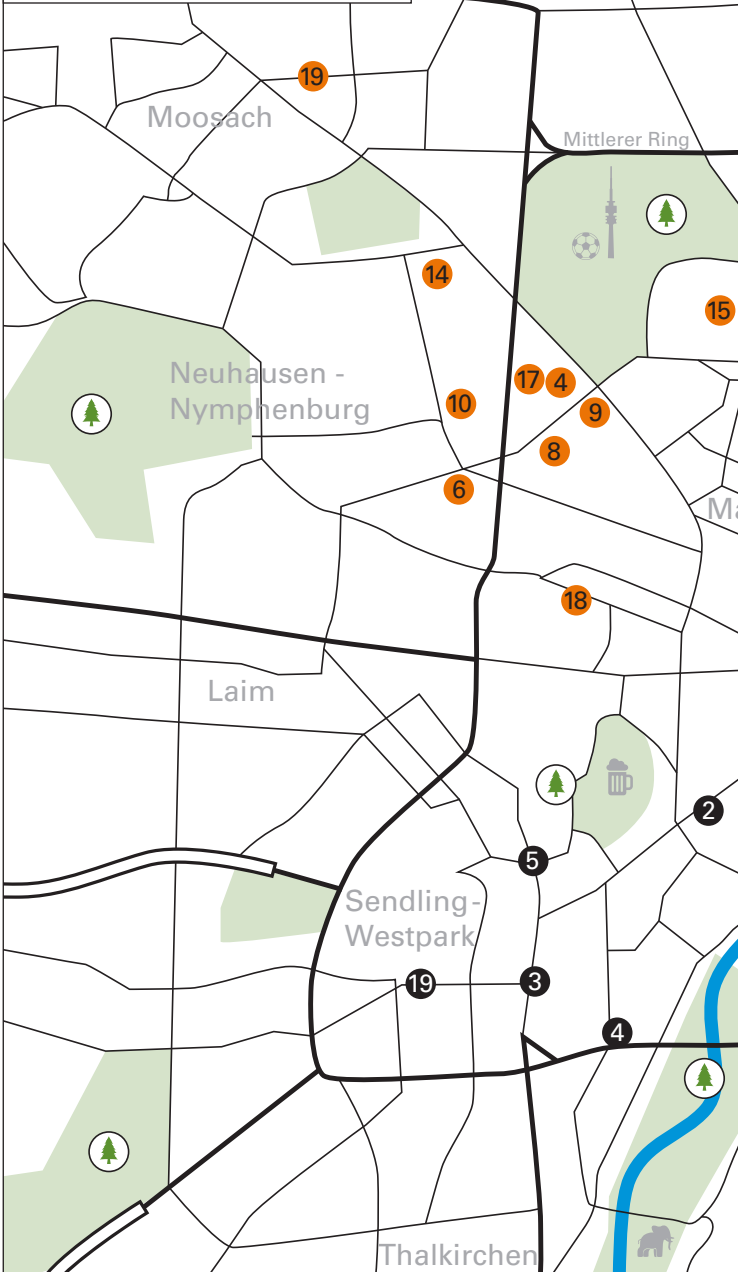 19
Moosach
Mittlerer Ring
14
15
Neuhausen -
Nymphenburg
17
4
10
9
8
6
Ma
18
Laim
2
5
Sendling-
Westpark
19
3
4
Thalkirchen